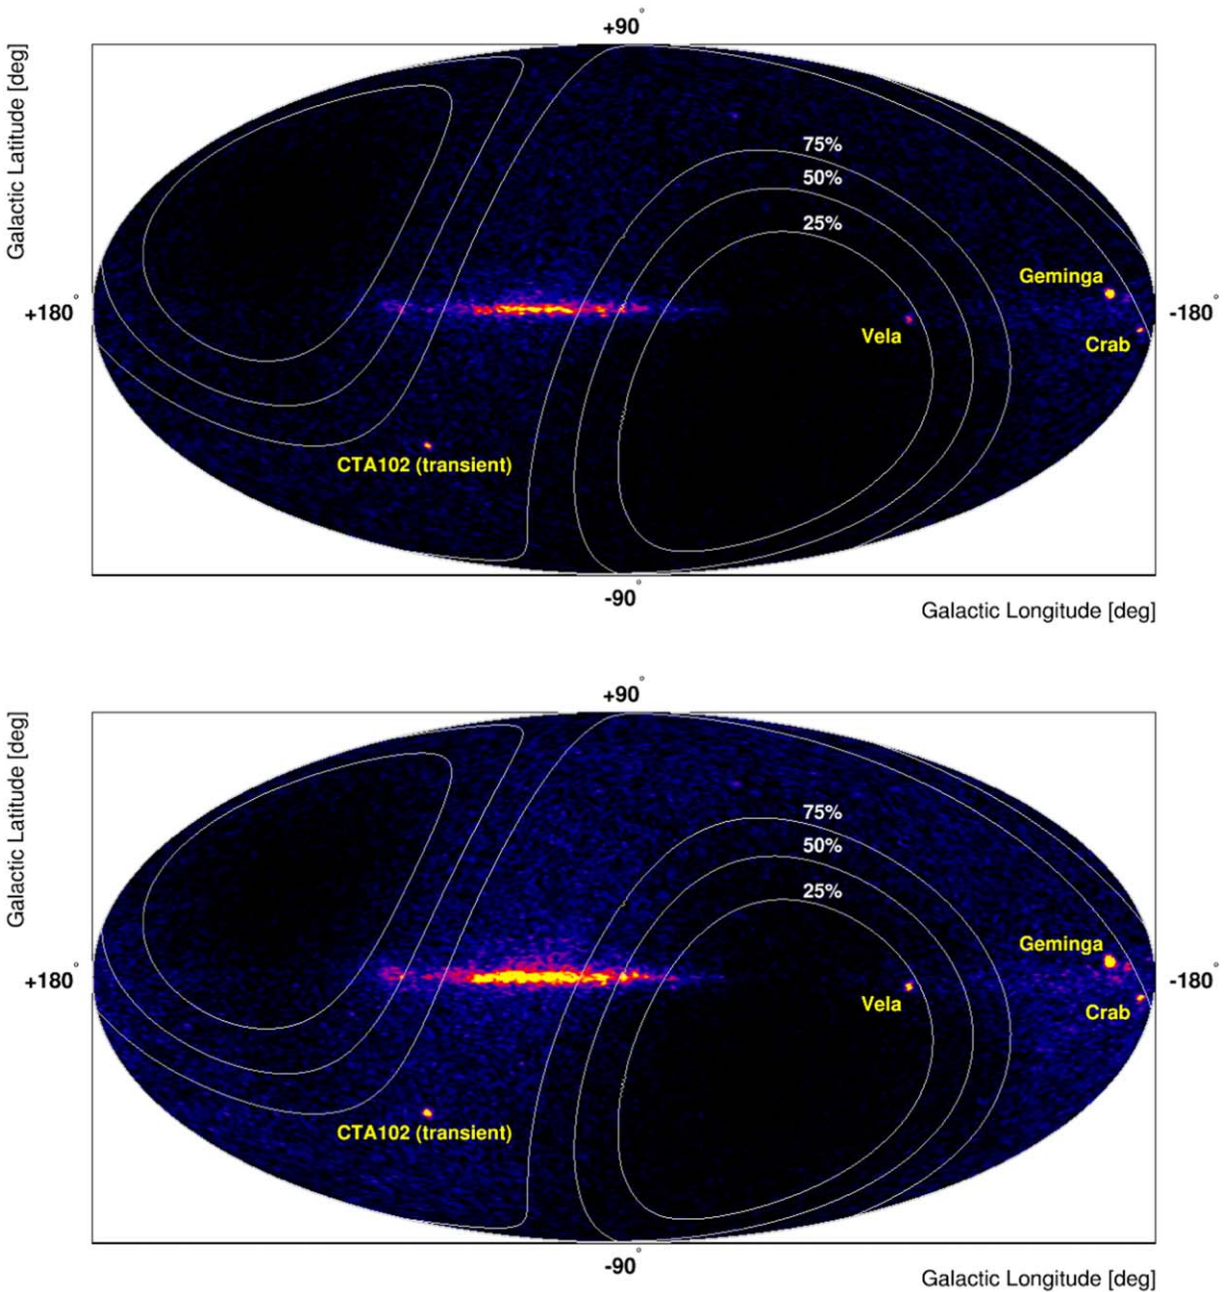 +90°
Galactic Latitude [deg]
75%
50%
25%
Geminga
+180°
-180°
Vela
Crab
CTA102 (transient)
-90°
Galactic Longitude [deg]
+90°
Galactic Latitude [deg]
75%
50%
25%
Geminga
+180°
-180°
Vela
Crab
CTA102 (transient)
-90°
Galactic Longitude [deg]